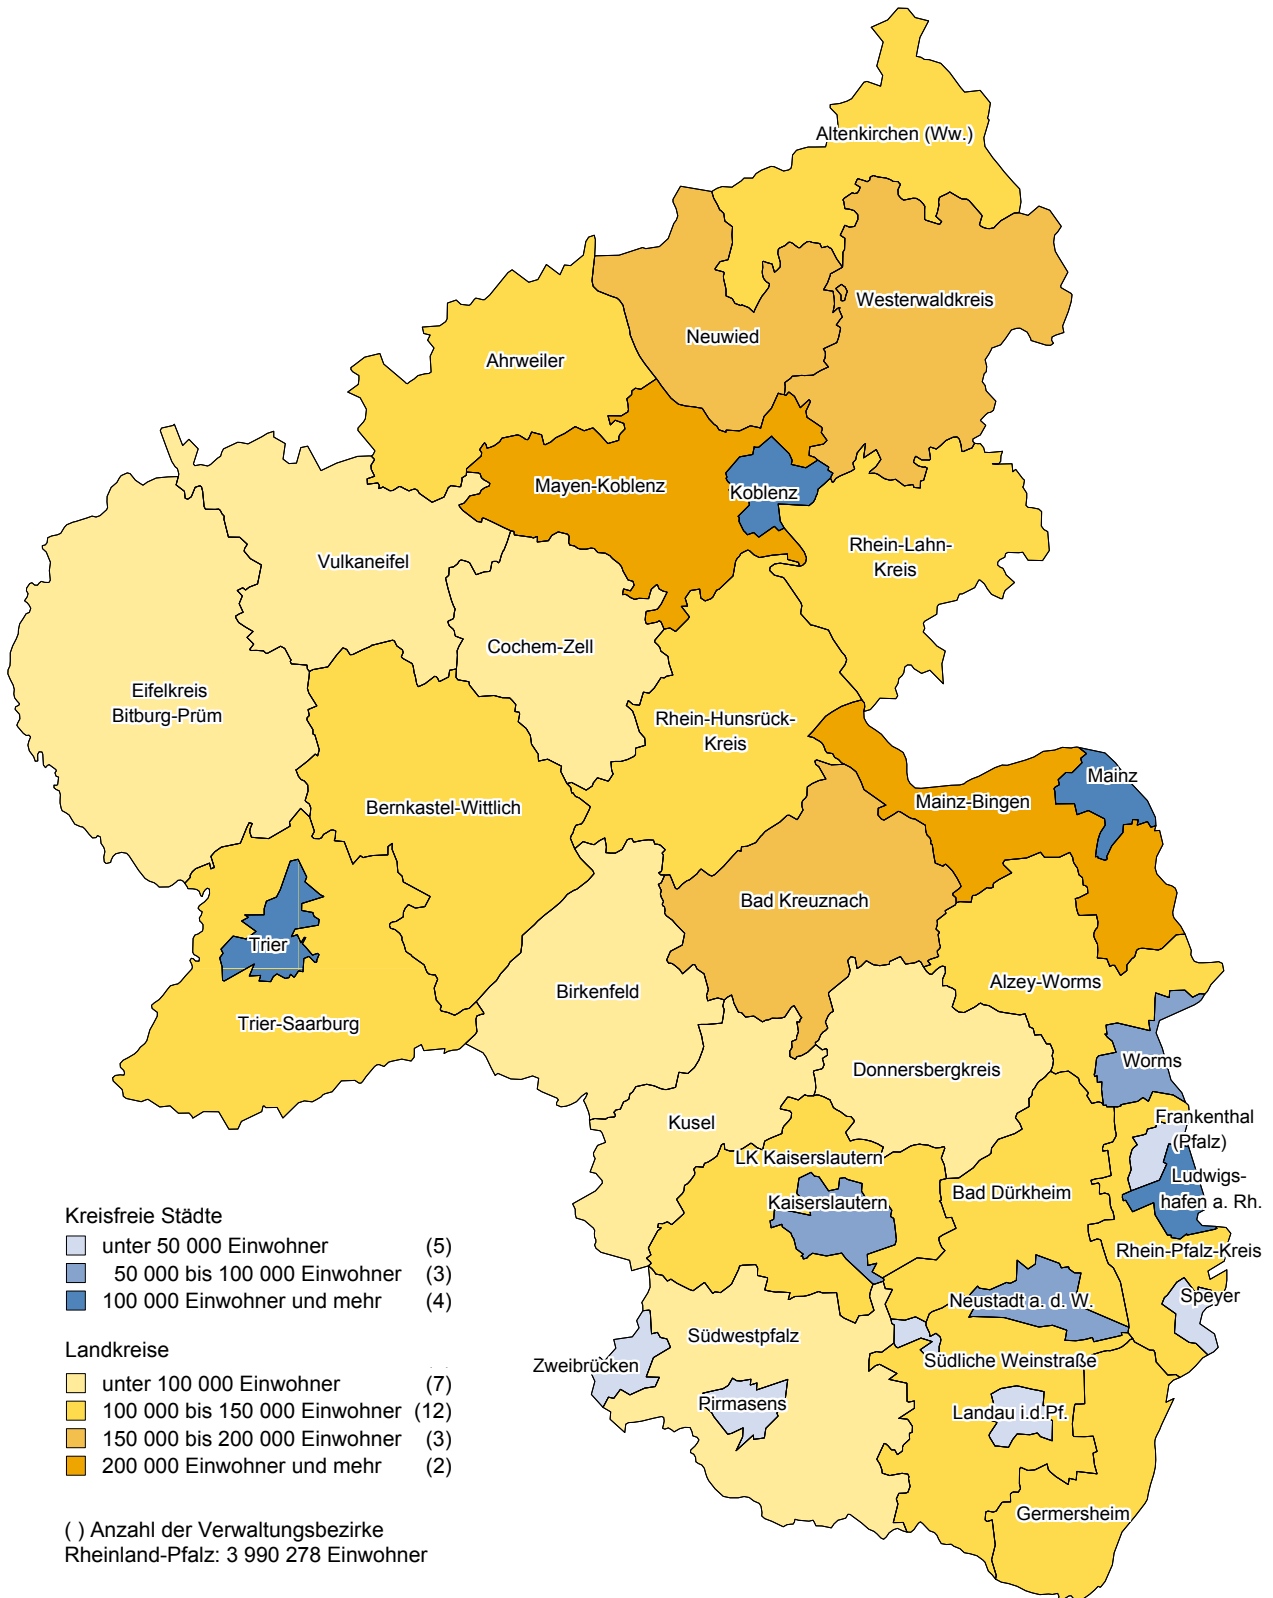 Altenkirchen (Ww.)
Westerwaldkreis
Neuwied
Ahrweiler
Mayen-Koblenz
Koblenz
Rhein-Lahn-
Kreis
Vulkaneifel
Cochem-Zell
Eifelkreis
Bitburg-Prüm
Rhein-Hunsrück-
Kreis
Mainz
Mainz-Bingen
Bernkastel-Wittlich
Bad Kreuznach
Trier
Alzey-Worms
Birkenfeld
Trier-Saarburg
Worms
Donnersbergkreis
Frankenthal
(Pfalz)
Kusel
LK Kaiserslautern
Ludwigs-
hafen a. Rh.
Bad Dürkheim
Kaiserslautern
Rhein-Pfalz-Kreis
Speyer
Neustadt a. d. W.
Südwestpfalz
Südliche Weinstraße
Zweibrücken
Pirmasens
Landau i.d.Pf.
Germersheim
Kreisfreie Städte
unter 50 000 Einwohner (5)
50 000 bis 100 000 Einwohner (3)
100 000 Einwohner und mehr (4)
Landkreise
unter 100 000 Einwohner (7)
100 000 bis 150 000 Einwohner (12)
150 000 bis 200 000 Einwohner (3)
200 000 Einwohner und mehr (2)
( ) Anzahl der Verwaltungsbezirke
Rheinland-Pfalz: 3 990 278 Einwohner